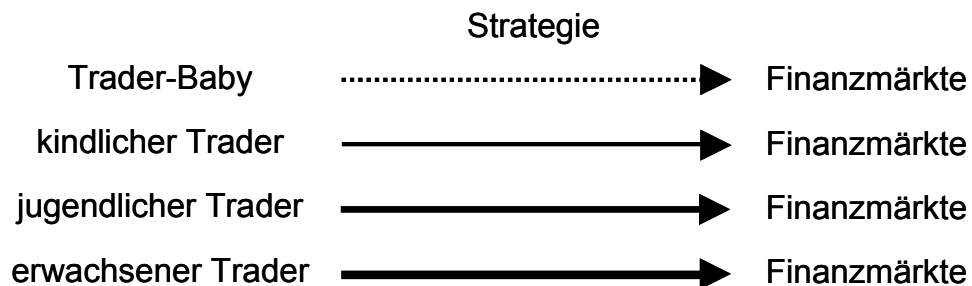 Strategie
Trader-Baby Finanzmärkte
kindlicher Trader Finanzmärkte
jugendlicher Trader Finanzmärkte
erwachsener Trader Finanzmärkte